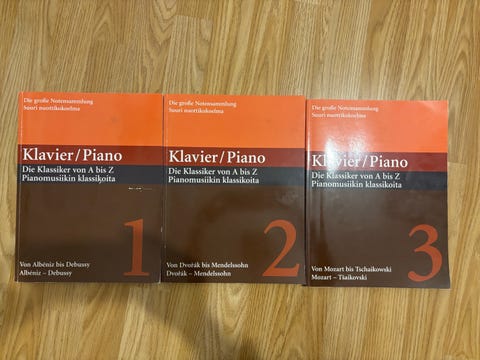 Die große Notensammlung
Suuri nuottikokoelma
Klavier/Piano
Die Klassiker von A bis Z
Pianomusiikin klassikoita
Von Albéniz bis Debussy
Albéniz – Debussy
1
Die große Notensammlung
Suuri nuottikokoelma
Klavier/Piano
Die Klassiker von A bis Z
Pianomusiikin klassikoita
Von Dvořák bis Mendelssohn
Dvořák – Mendelssohn
2
Die große Notensammlung
Suuri nuottikokoelma
Klavier/Piano
Die Klassiker von A bis Z
Pianomusiikin klassikoita
Von Mozart bis Tschaikowski
Mozart – Tšaikovski
3